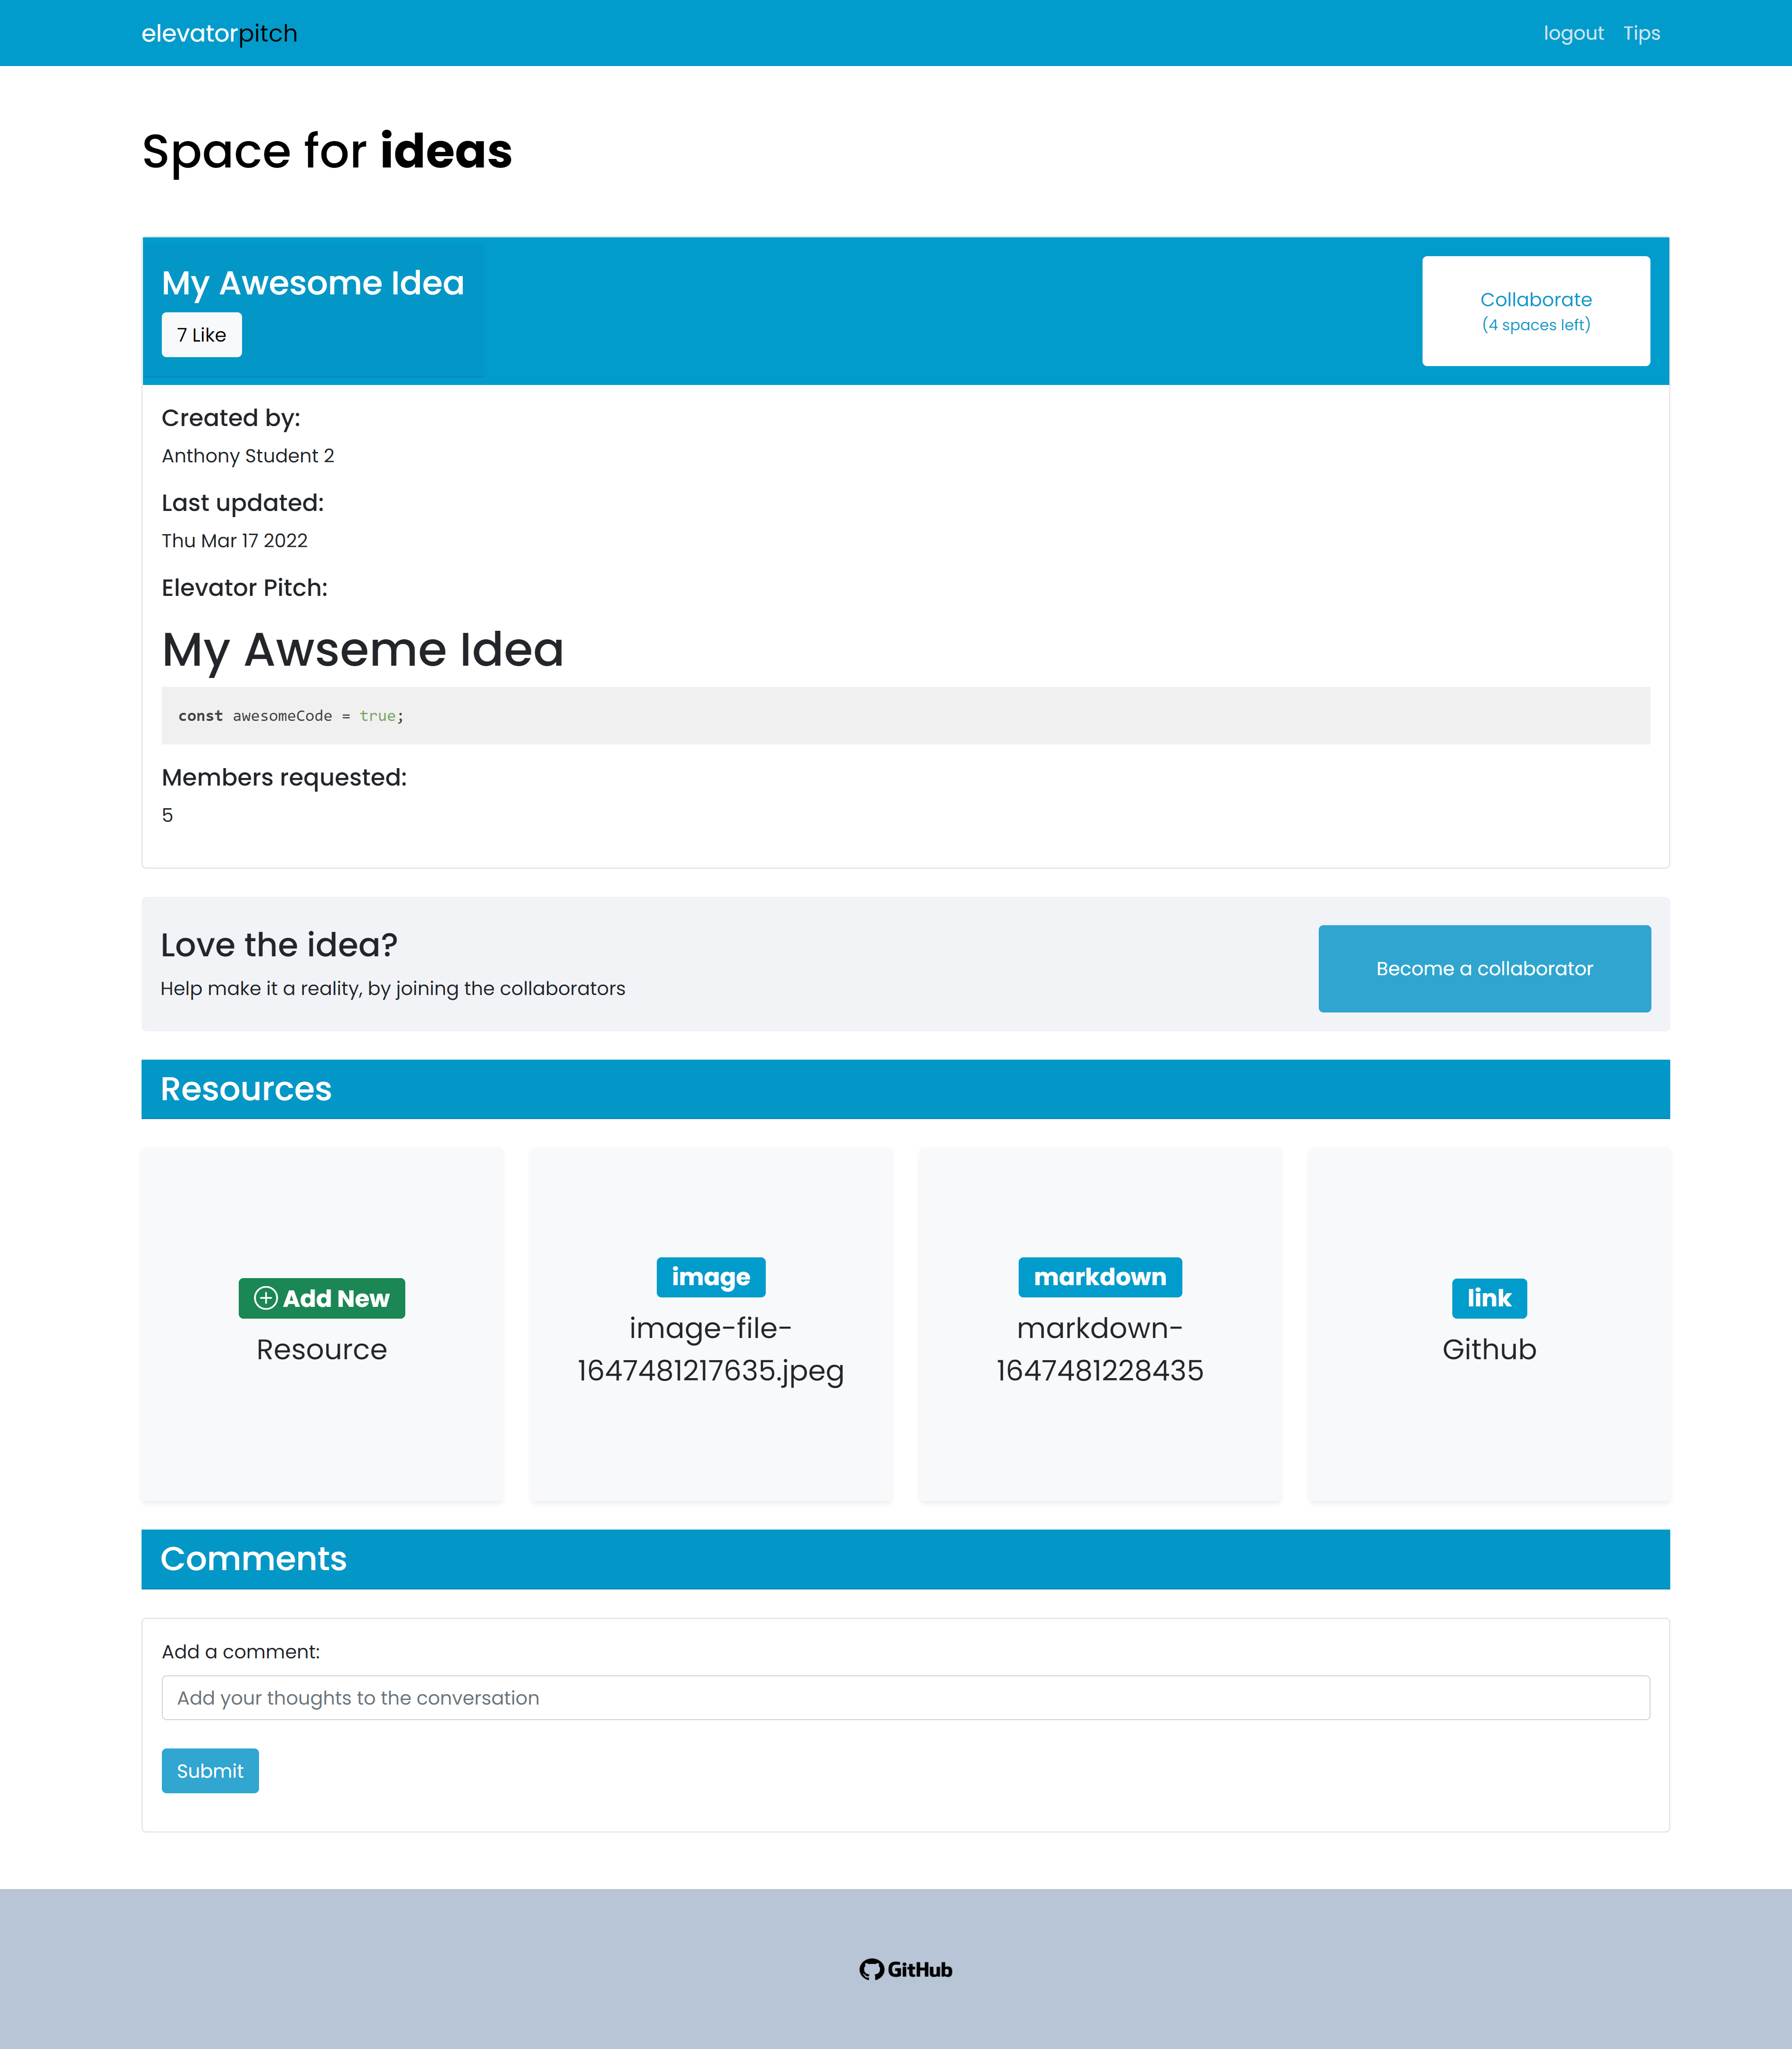 elevatorpitch
logout Tips
Space for ideas
My Awesome Idea
7 Like
Collaborate
(4 spaces left)
Created by:
Anthony Student 2
Last updated:
Thu Mar 17 2022
Elevator Pitch:
My Awseme Idea
const awesomeCode = true;
Members requested:
5
Love the idea?
Help make it a reality, by joining the collaborators
Become a collaborator
Resources
Add New
Resource
image
image-file-
1647481217635.jpeg
markdown
markdown-
1647481228435
link
Github
Comments
Add a comment:
Add your thoughts to the conversation
Submit
GitHub